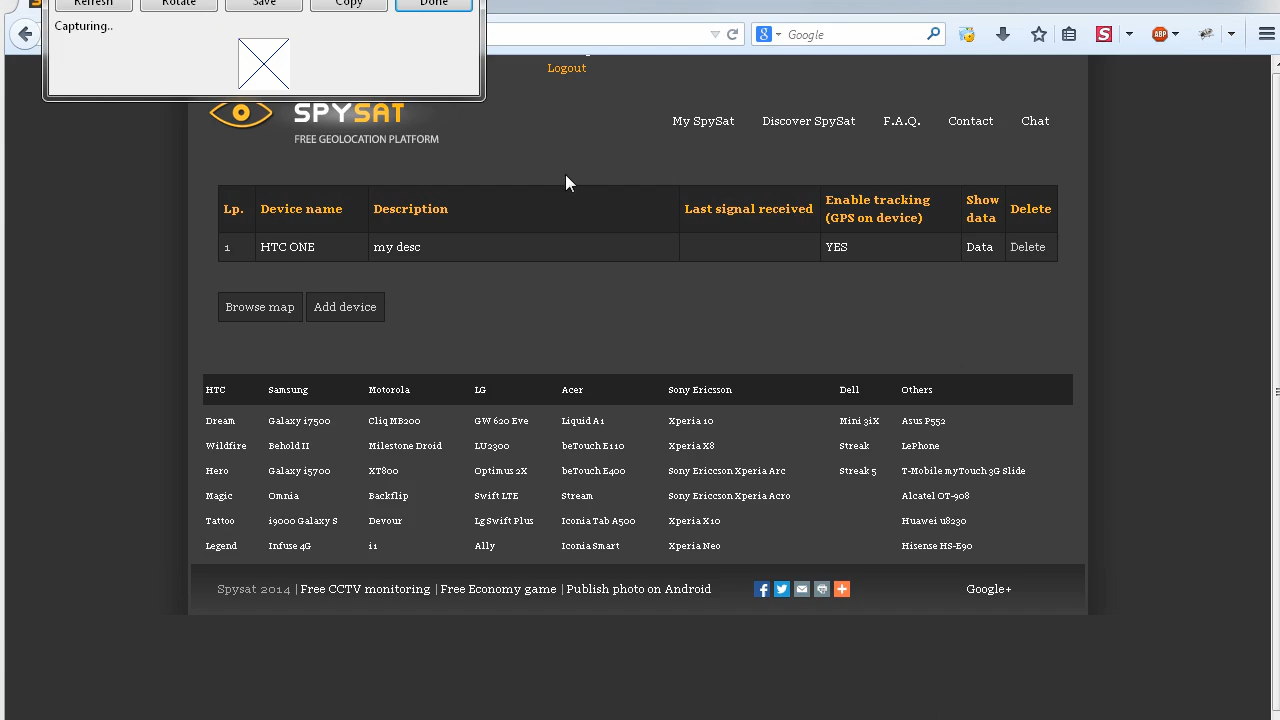 Refresh Rotate Save Copy Done
Capturing..
Google
ABP
Logout
SPYSAT
FREE GEOLOCATION PLATFORM
My SpySat Discover SpySat F.A.Q. Contact Chat
Lp. Device name Description Last signal received Enable tracking (GPS on device) Show data Delete
1 HTC ONE my desc YES Data Delete
Browse map Add device
HTC Samsung Motorola LG Acer Sony Ericsson Dell Others
Dream Galaxy i7500 Cliq MB200 GW 620 Eve Liquid A1 Xperia 10 Mini 3iX Asus P552
Wildfire Behold II Milestone Droid LU2300 beTouch E110 Xperia X8 Streak LePhone
Hero Galaxy i5700 XT800 Optimus 2X beTouch E400 Sony Ericcson Xperia Arc Streak 5 T-Mobile myTouch 3G Slide
Magic Omnia Backflip Swift LTE Stream Sony Ericcson Xperia Acro Alcatel OT-908
Tattoo i9000 Galaxy S Devour Lg Swift Plus Iconia Tab A500 Xperia X10 Huawei u8230
Legend Infuse 4G i1 Ally Iconia Smart Xperia Neo Hisense HS-E90
Spysat 2014 | Free CCTV monitoring | Free Economy game | Publish photo on Android Google+